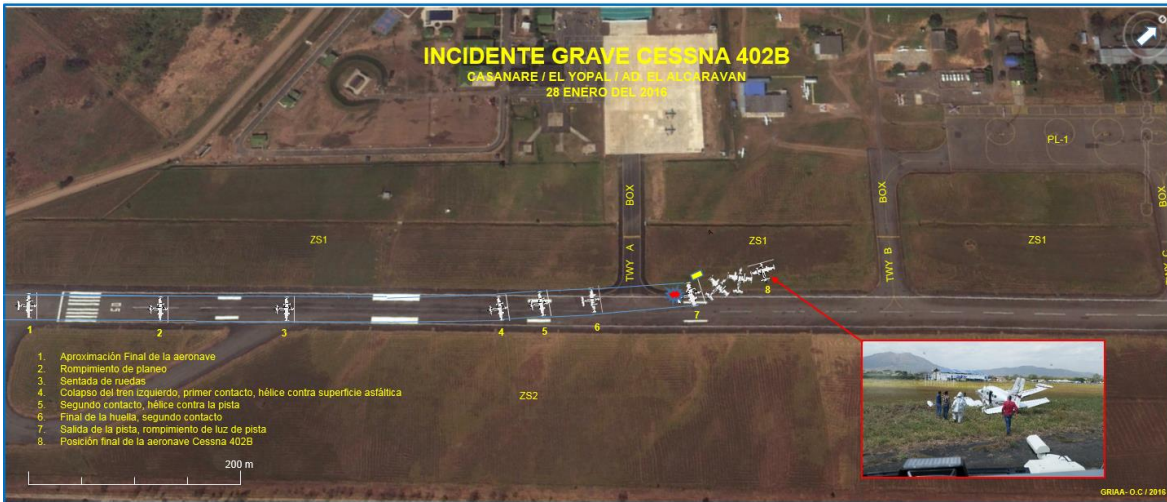 INCIDENTE GRAVE CESSNA 402B
CASANARE / EL YOPAL / AD. EL ALCARAVAN
28 ENERO DEL 2016
PL-1
BOX
BOX
BOX
ZS1
ZS1
ZS1
TWY A
TWY B
1
2
3
4
5
6
7
8
1. Aproximación Final de la aeronave
2. Rompimiento de planeo
3. Sentada de ruedas
4. Colapso del tren izquierdo, primer contacto, hélice contra superficie asfáltica
5. Segundo contacto, hélice contra la pista
6. Final de la huella, segundo contacto
7. Salida de la pista, rompimiento de luz de pista
8. Posición final de la aeronave Cessna 402B
ZS2
200 m
GRIAA- O.C / 2016